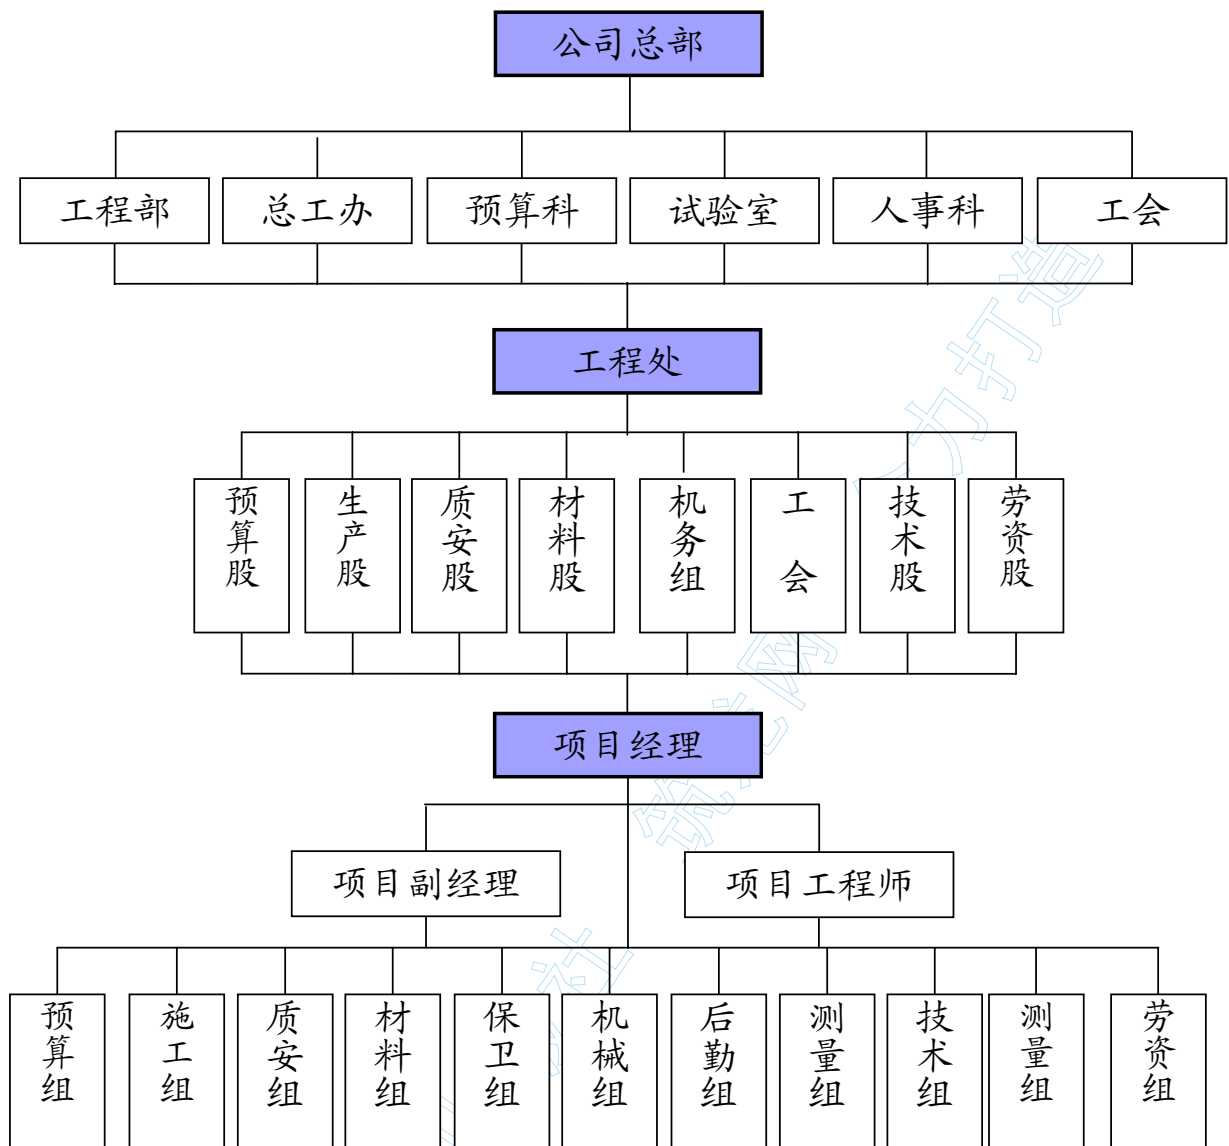 公司总部
工程部 总工办 预算科 试验室 人事科 工会
工程处
预算股 生产股 质安股 材料股 机务组 工会 技术股 劳资股
项目经理
项目副经理 项目工程师
预算组 施工组 质安组 材料组 保卫组 机械组 后勤组 测量组 技术组 测量组 劳资组